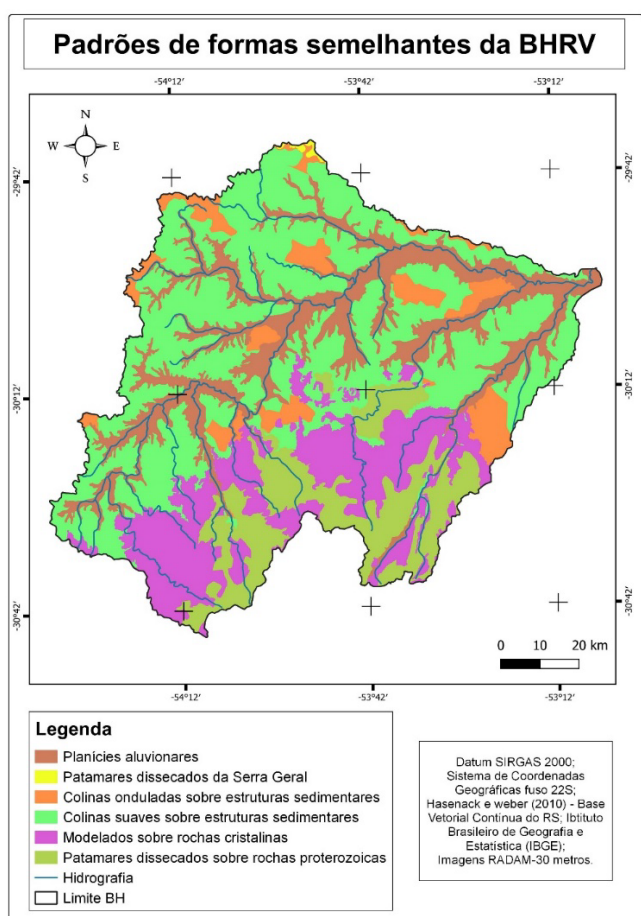 Padrões de formas semelhantes da BHRV
-54°12' -53°42' -53°12'
N
W E
S
-29°42' -29°42'
-30°12' -30°12'
-30°42' -30°42'
0 10 20 km
-54°12' -53°42' -53°12'
Legenda
Planícies aluvionares
Patamares dissecados da Serra Geral
Colinas onduladas sobre estruturas sedimentares
Colinas suaves sobre estruturas sedimentares
Modelados sobre rochas cristalinas
Patamares dissecados sobre rochas proterozoicas
Hidrografia
Limite BH
Datum SIRGAS 2000;
Sistema de Coordenadas
Geográficas fuso 22S;
Hasenack e weber (2010) - Base
Vetorial Contínua do RS; Ibtituto
Brasileiro de Geografia e
Estatística (IBGE);
Imagens RADAM-30 metros.